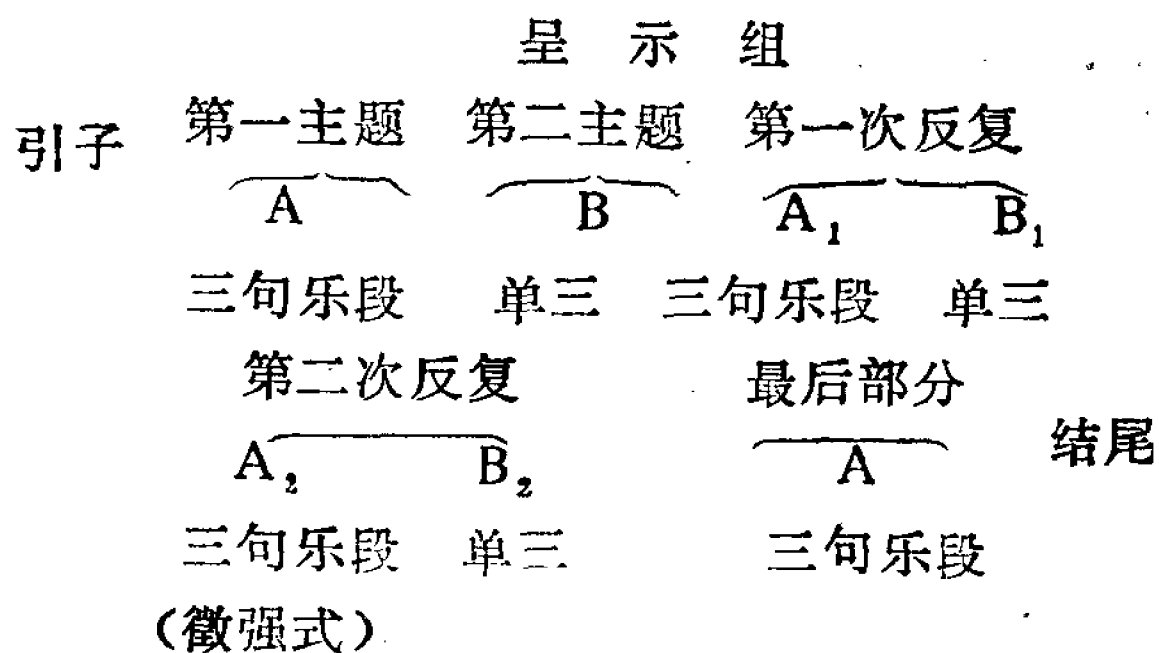 呈示组
引子 第一主题 第二主题 第一次反复
A B A₁ B₁
三句乐段 单三 三句乐段 单三
第二次反复 最后部分
A₂ B₂ A 结尾
三句乐段 单三 三句乐段
（徵强式）